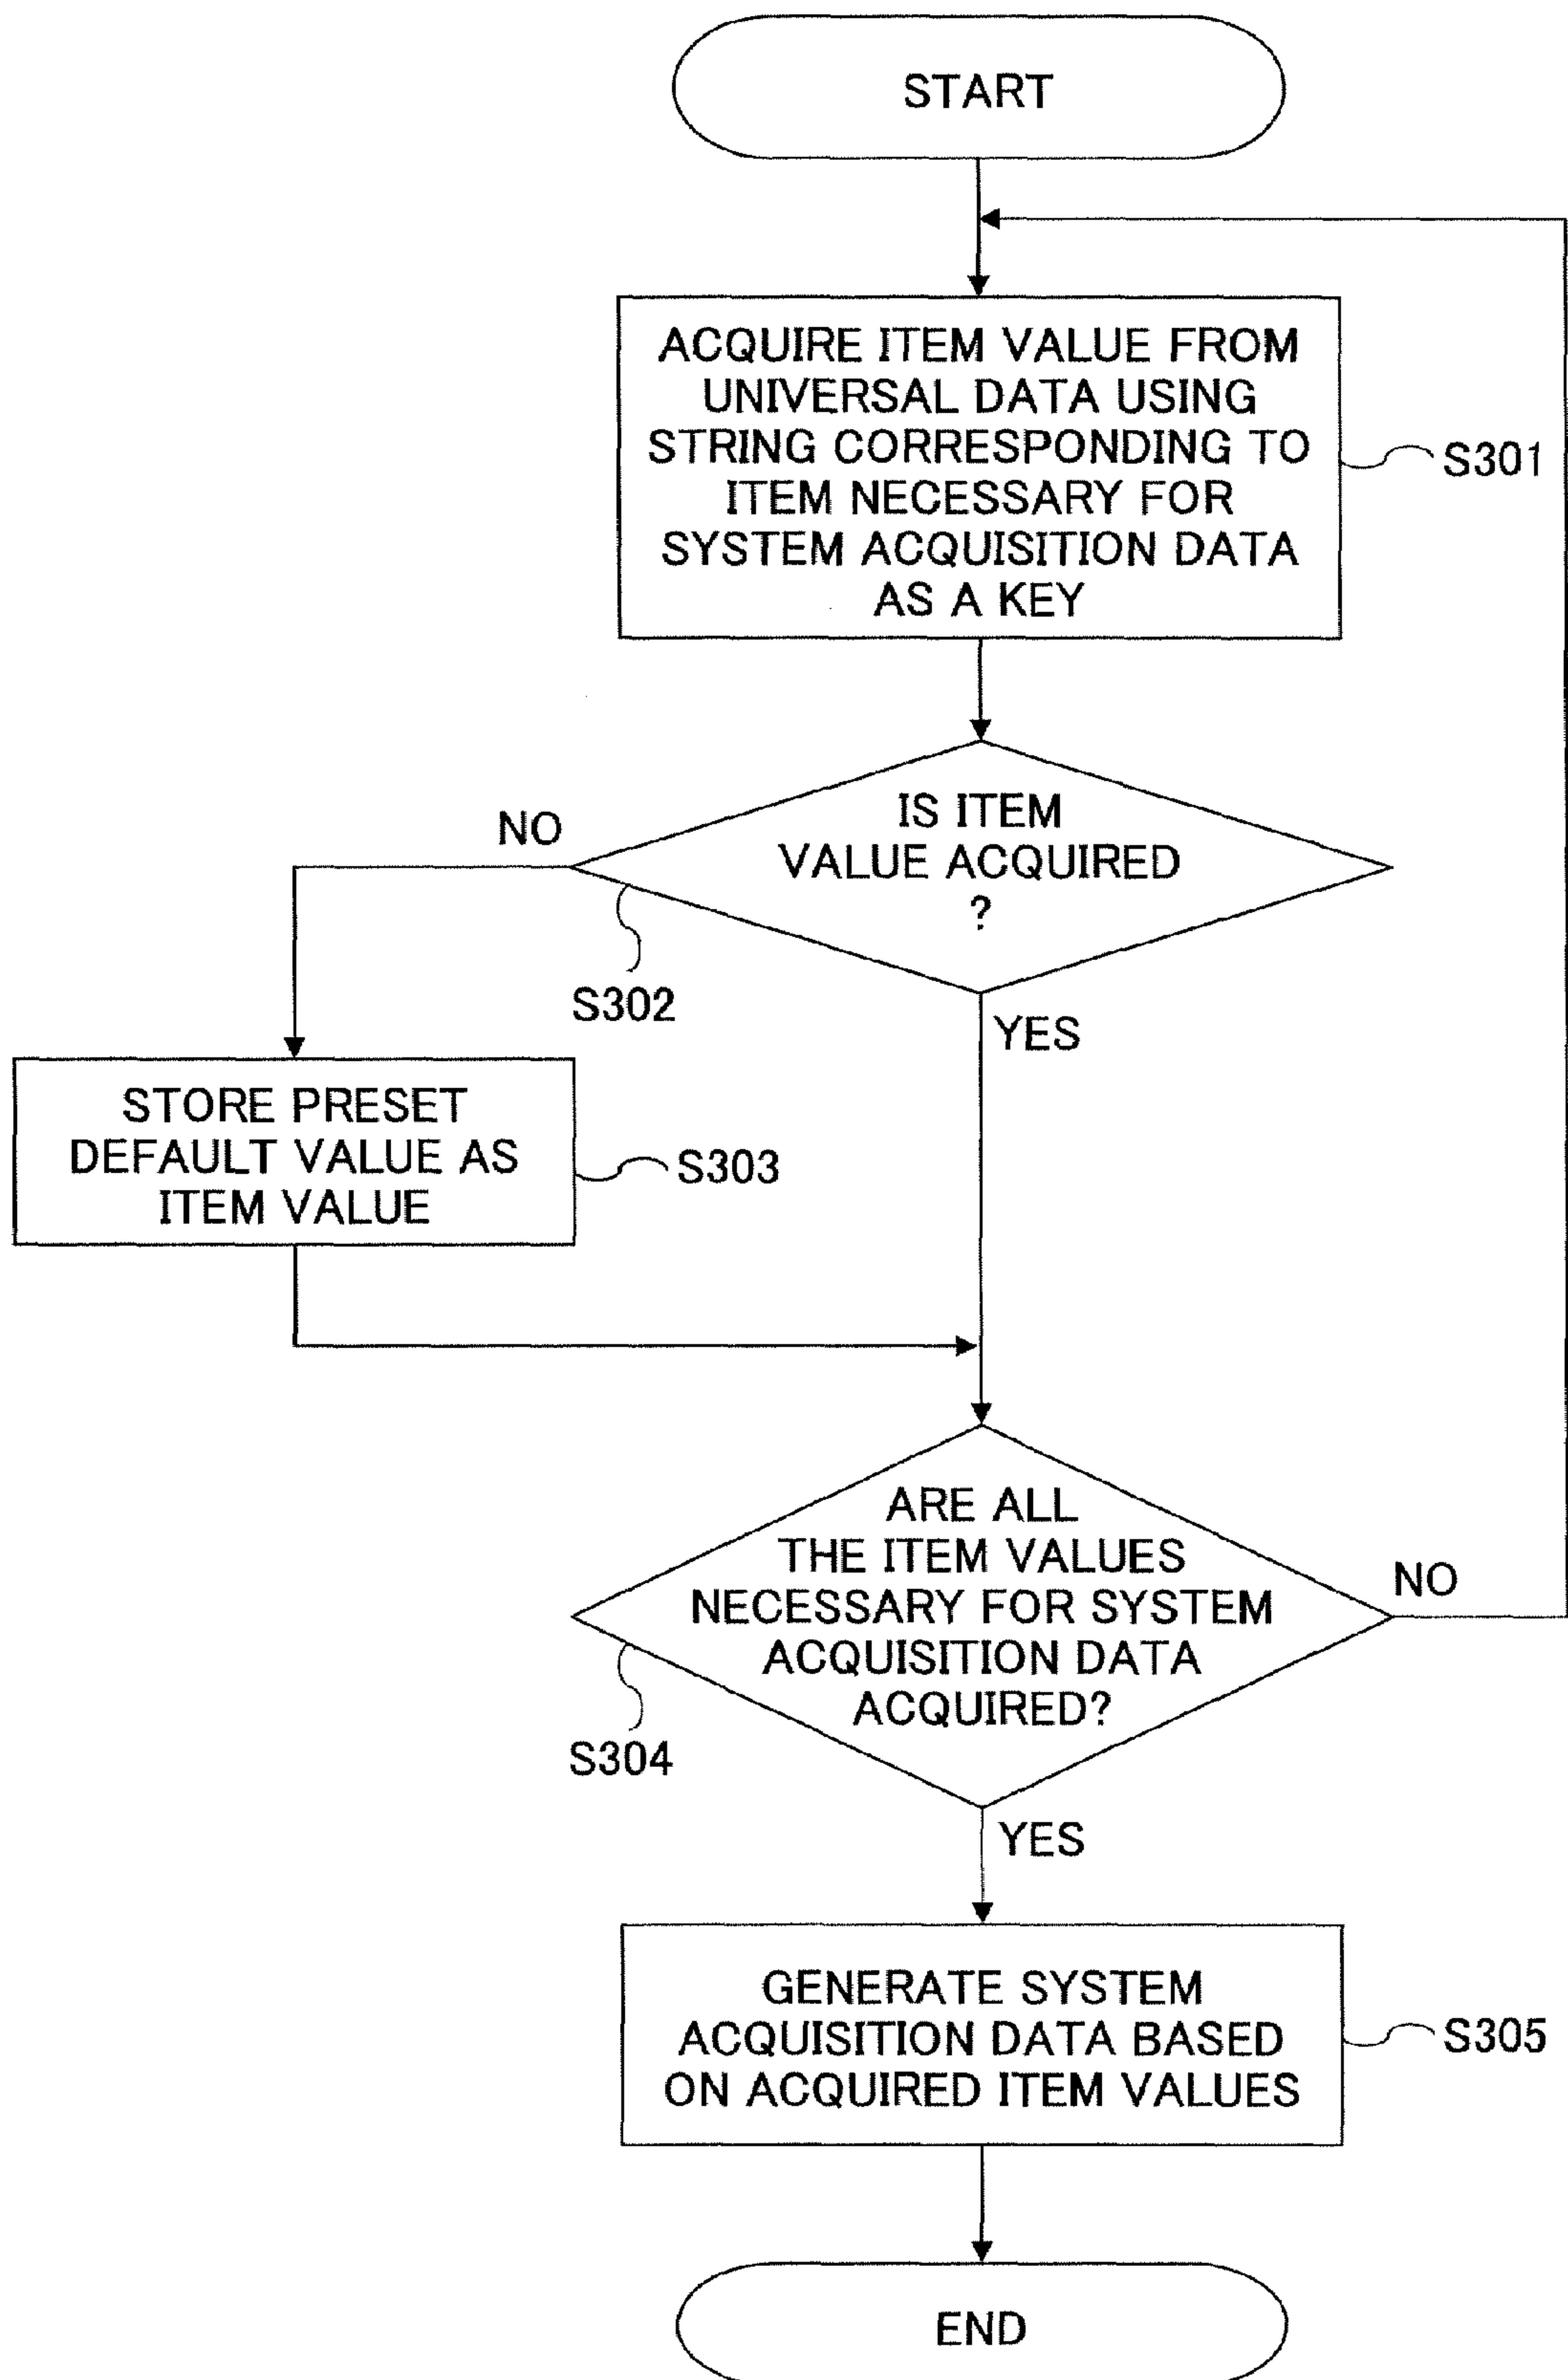 START
ACQUIRE ITEM VALUE FROM
UNIVERSAL DATA USING
STRING CORRESPONDING TO
ITEM NECESSARY FOR
SYSTEM ACQUISITION DATA
AS A KEY
S301
IS ITEM
VALUE ACQUIRED
?
NO
S302
YES
STORE PRESET
DEFAULT VALUE AS
ITEM VALUE
S303
ARE ALL
THE ITEM VALUES
NECESSARY FOR SYSTEM
ACQUISITION DATA
ACQUIRED?
NO
S304
YES
GENERATE SYSTEM
ACQUISITION DATA BASED
ON ACQUIRED ITEM VALUES
S305
END